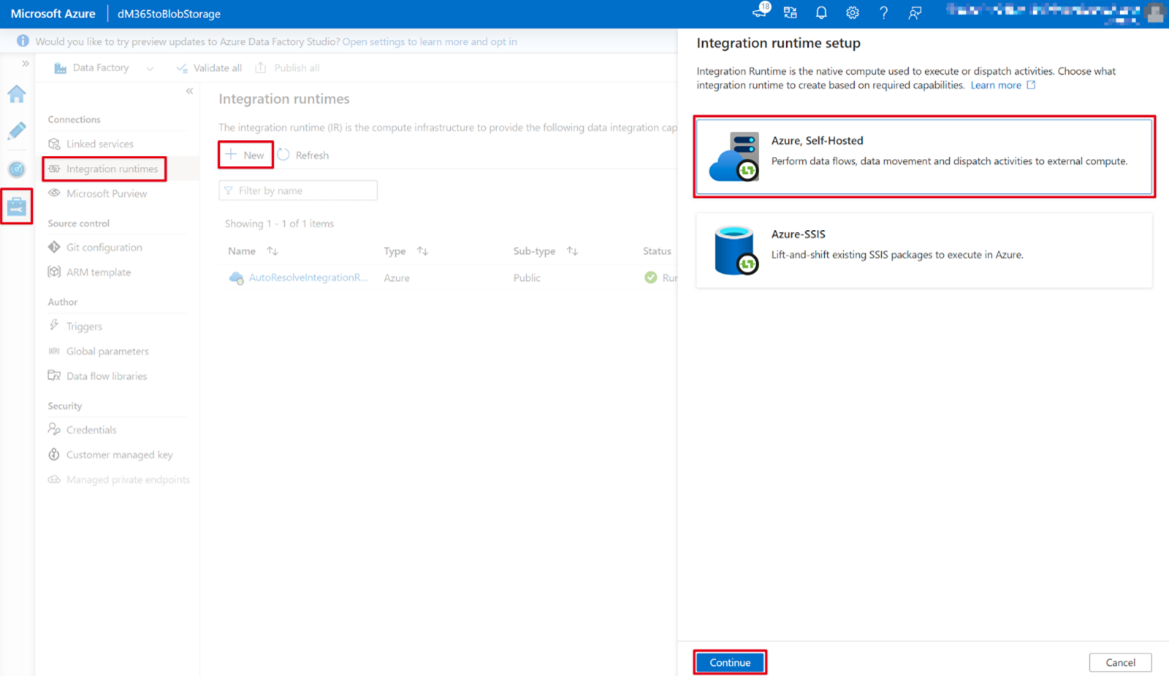 Microsoft Azure
dM365toBlobStorage
18
Would you like to try preview updates to Azure Data Factory Studio? Open settings to learn more and opt in
Data Factory
Validate all
Publish all
Connections
Linked services
Integration runtimes
Microsoft Purview
Source control
Git configuration
ARM template
Author
Triggers
Global parameters
Data flow libraries
Security
Credentials
Customer managed key
Managed private endpoints
Integration runtimes
The integration runtime (IR) is the compute infrastructure to provide the following data integration cap
New
Refresh
Filter by name
Showing 1 - 1 of 1 items
Name Type Sub-type Status
AutoResolveIntegrationR... Azure Public Run
Integration runtime setup
Integration Runtime is the native compute used to execute or dispatch activities. Choose what
integration runtime to create based on required capabilities. Learn more
Azure, Self-Hosted
Perform data flows, data movement and dispatch activities to external compute.
Azure-SSIS
Lift-and-shift existing SSIS packages to execute in Azure.
Continue
Cancel